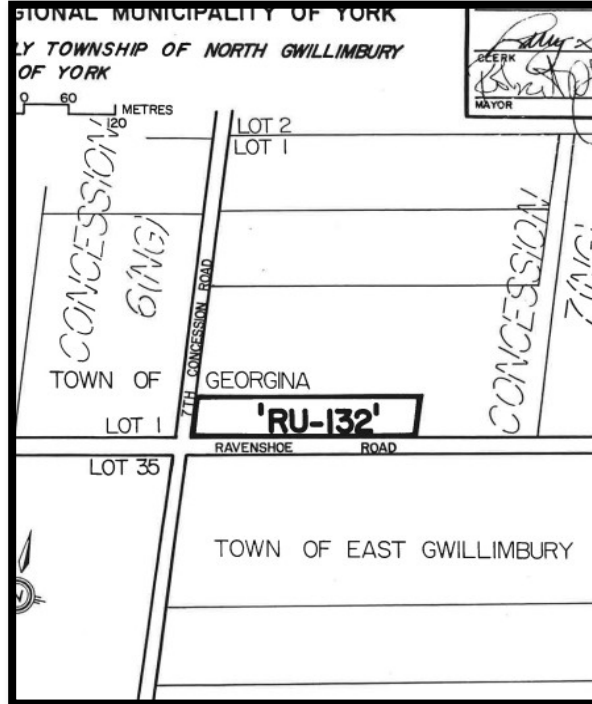 GIONAL MUNICIPALITY OF YORK
LY TOWNSHIP OF NORTH GWILLIMBURY
OF YORK
CLERK
MAYOR
0 60 METRES
120
LOT 2
LOT 1
CONCESSION
6(NG)
7TH CONCESSION ROAD
CONCESSION
7(NG)
TOWN OF GEORGINA
LOT 1
'RU-132'
RAVENSHOE ROAD
LOT 35
TOWN OF EAST GWILLIMBURY